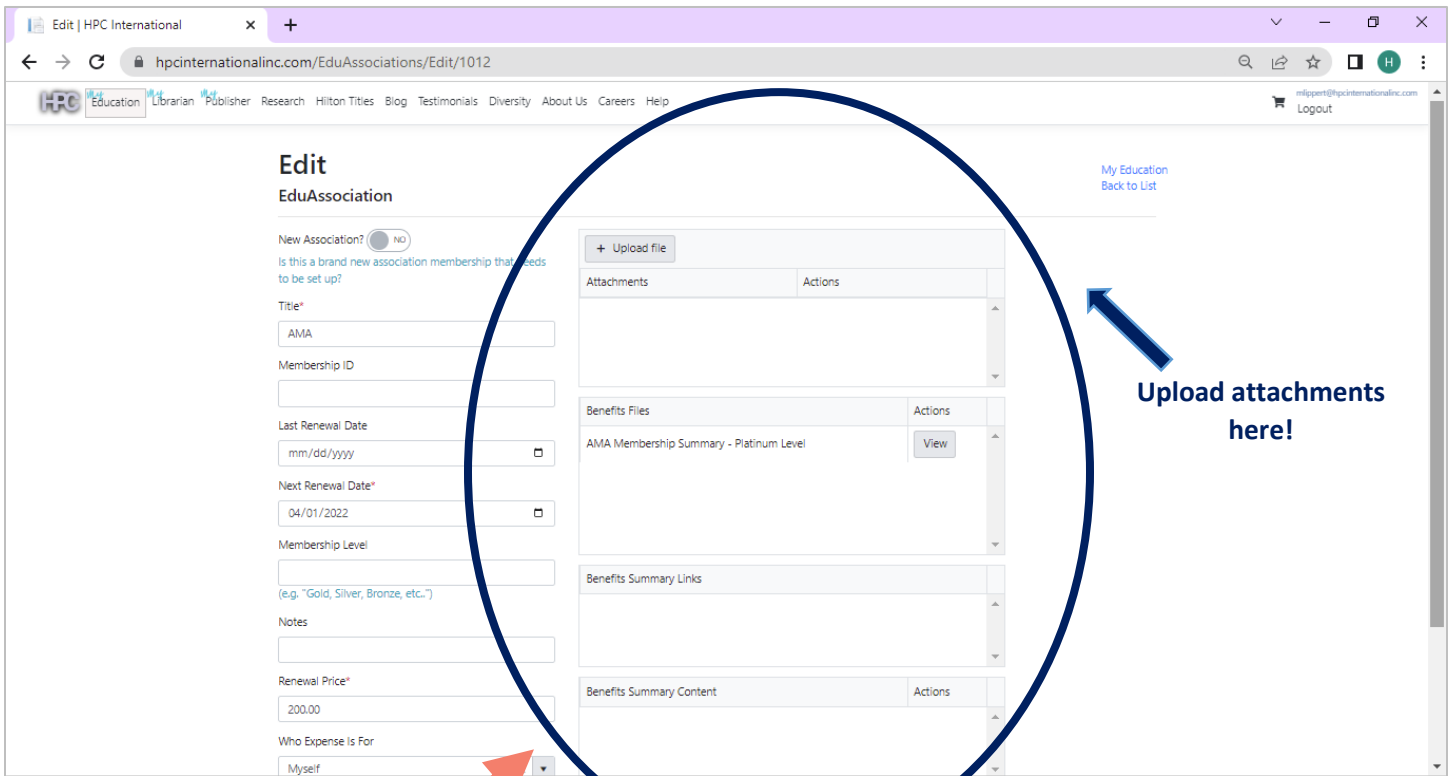 Edit | HPC International
hpcinternationalinc.com/EduAssociations/Edit/1012
H
HPC My Education My Librarian My Publisher Research Hilton Titles Blog Testimonials Diversity About Us Careers Help
mlippert@hpcinternationalinc.com
Logout
Edit
EduAssociation
My Education
Back to List
New Association? NO
Is this a brand new association membership that needs
to be set up?
Title*
AMA
Membership ID
Last Renewal Date
mm/dd/yyyy
Next Renewal Date*
04/01/2022
Membership Level
(e.g. "Gold, Silver, Bronze, etc..")
Notes
Renewal Price*
200.00
Who Expense Is For
Myself
+ Upload file
Attachments Actions
Benefits Files Actions
AMA Membership Summary - Platinum Level View
Benefits Summary Links
Benefits Summary Content Actions
Upload attachments
here!